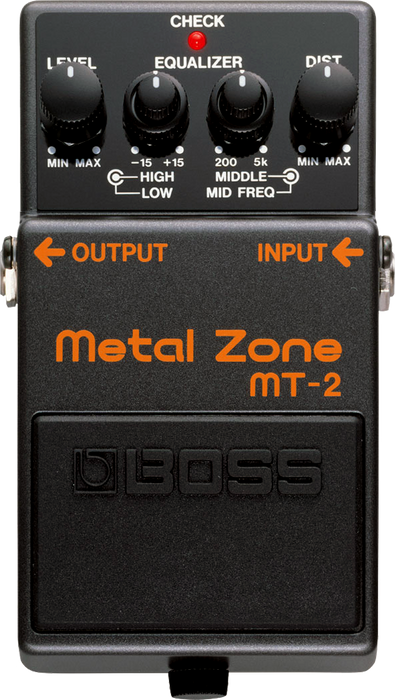 CHECK
LEVEL EQUALIZER DIST
MIN MAX -15 +15 200 5k MIN MAX
HIGH MIDDLE
LOW MID FREQ
OUTPUT INPUT
Metal Zone
MT-2
BOSS